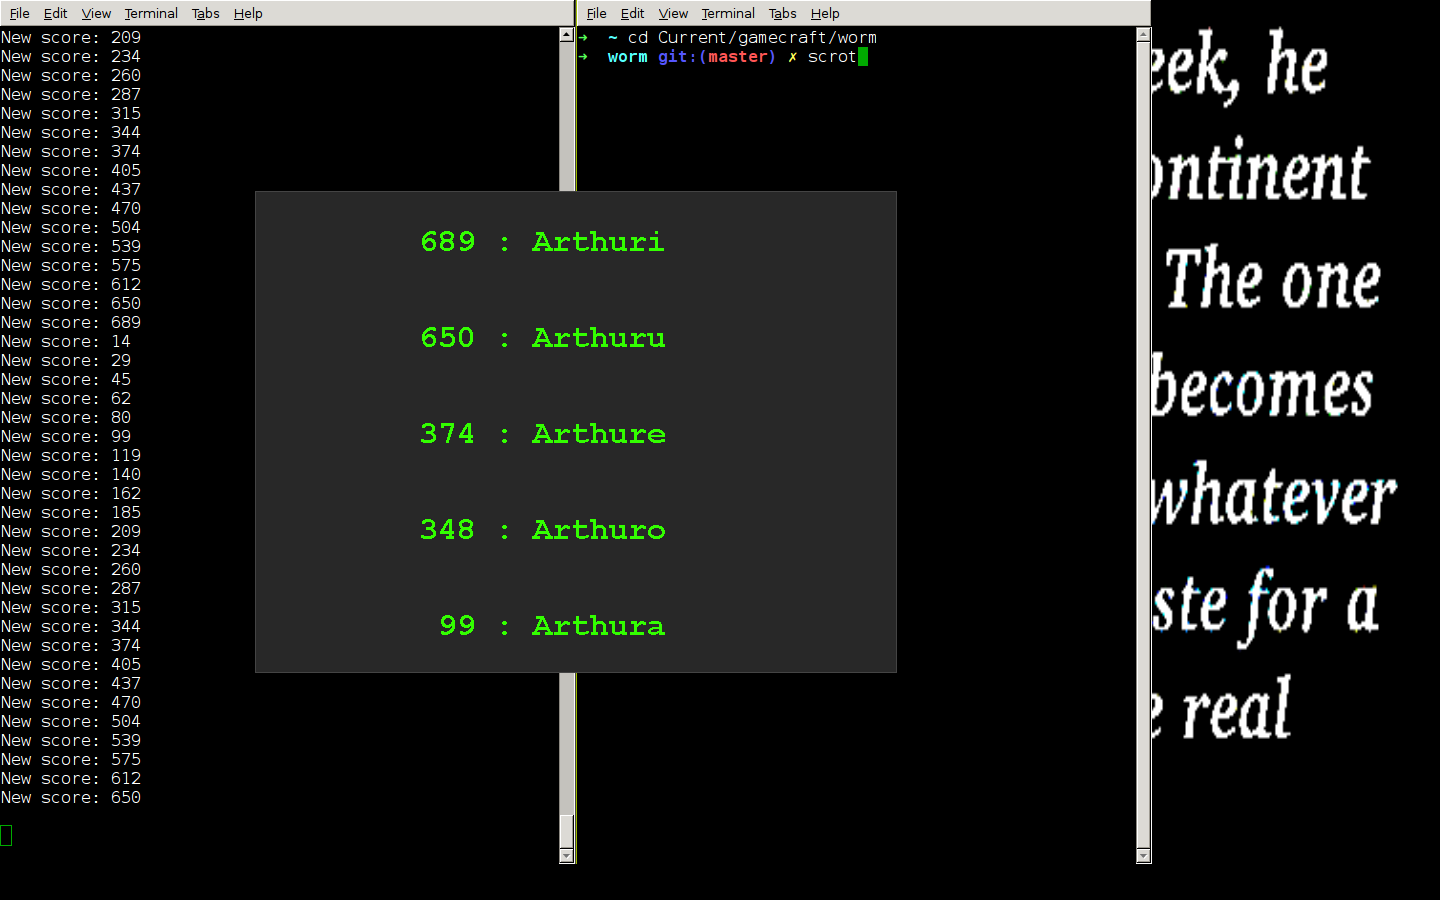 File Edit View Terminal Tabs Help
New score: 209
New score: 234
New score: 260
New score: 287
New score: 315
New score: 344
New score: 374
New score: 405
New score: 437
New score: 470
New score: 504
New score: 539
New score: 575
New score: 612
New score: 650
New score: 689
New score: 14
New score: 29
New score: 45
New score: 62
New score: 80
New score: 99
New score: 119
New score: 140
New score: 162
New score: 185
New score: 209
New score: 234
New score: 260
New score: 287
New score: 315
New score: 344
New score: 374
New score: 405
New score: 437
New score: 470
New score: 504
New score: 539
New score: 575
New score: 612
New score: 650
File Edit View Terminal Tabs Help
➜ ~ cd Current/gamecraft/worm
➜ worm git:(master) ✗ scrot
689 : Arthuri
650 : Arthuru
374 : Arthure
348 : Arthuro
99 : Arthura
eek, he
ontinent
The one
becomes
whatever
ste for a
real